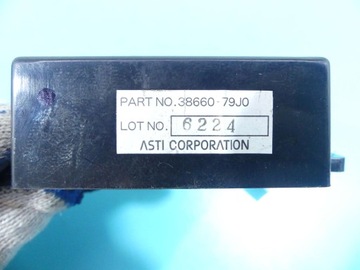 PART NO. 38660-79J0
LOT NO. 6224
ASTI CORPORATION